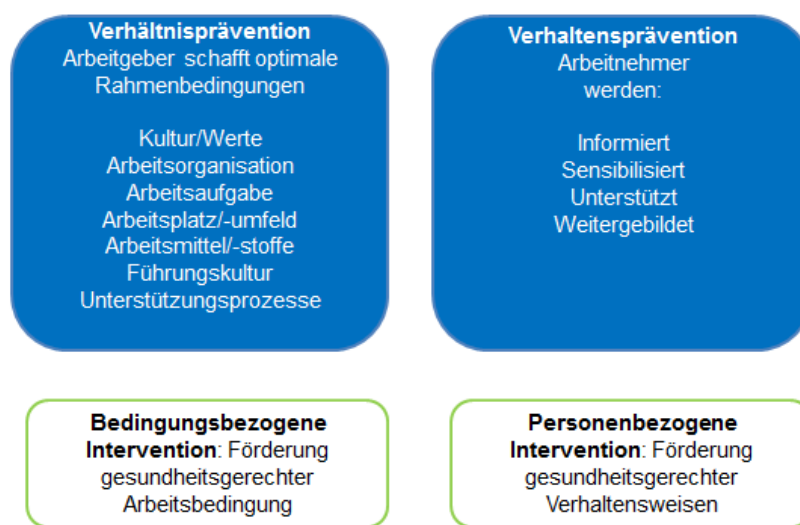 Verhältnisprävention
Arbeitgeber schafft optimale
Rahmenbedingungen
Kultur/Werte
Arbeitsorganisation
Arbeitsaufgabe
Arbeitsplatz/-umfeld
Arbeitsmittel/-stoffe
Führungskultur
Unterstützungsprozesse
Verhaltensprävention
Arbeitnehmer
werden:
Informiert
Sensibilisiert
Unterstützt
Weitergebildet
Bedingungsbezogene
Intervention: Förderung
gesundheitsgerechter
Arbeitsbedingung
Personenbezogene
Intervention: Förderung
gesundheitsgerechter
Verhaltensweisen